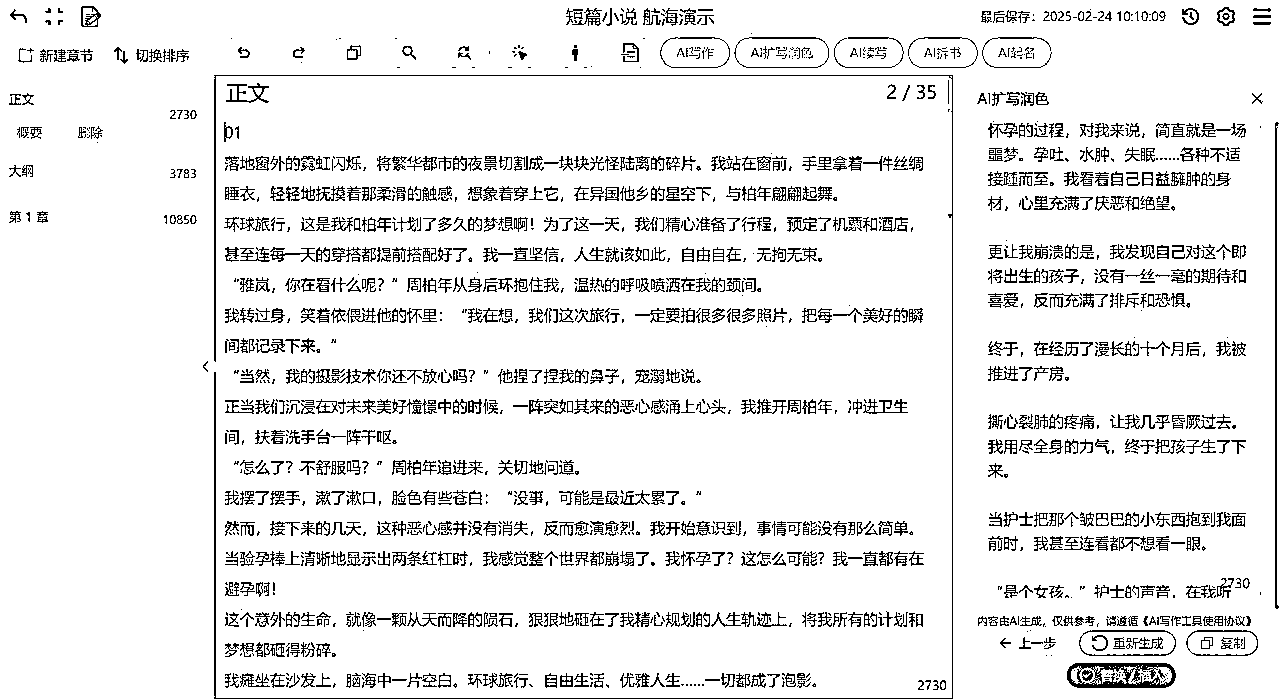 短篇小说 航海演示
最后保存：2025-02-24 10:10:09
新建章节 切换排序 AI写作 AI扩写润色 AI续写 AI拆书 AI起名
正文
2730
概要 删除
大纲
3783
第 1 章
10850
正文 2 / 35
01
落地窗外的霓虹闪烁，将繁华都市的夜景切割成一块块光怪陆离的碎片。我站在窗前，手里拿着一件丝绸
睡衣，轻轻地抚摸着那柔滑的触感，想象着穿上它，在异国他乡的星空下，与柏年翩翩起舞。
环球旅行，这是我和柏年计划了多久的梦想啊！为了这一天，我们精心准备了行程，预定了机票和酒店，
甚至连每一天的穿搭都提前搭配好了。我一直坚信，人生就该如此，自由自在，无拘无束。
“雅岚，你在看什么呢？”周柏年从身后环抱住我，温热的呼吸喷洒在我的颈间。
我转过身，笑着依偎进他的怀里：“我在想，我们这次旅行，一定要拍很多很多照片，把每一个美好的瞬
间都记录下来。”
“当然，我的摄影技术你还不放心吗？”他捏了捏我的鼻子，宠溺地说。
正当我们沉浸在对未来美好憧憬中的时候，一阵突如其来的恶心感涌上心头，我推开周柏年，冲进卫生
间，扶着洗手台一阵干呕。
“怎么了？不舒服吗？”周柏年追进来，关切地问道。
我摆了摆手，漱了漱口，脸色有些苍白：“没事，可能是最近太累了。”
然而，接下来的几天，这种恶心感并没有消失，反而愈演愈烈。我开始意识到，事情可能没有那么简单。
当验孕棒上清晰地显示出两条红杠时，我感觉整个世界都崩塌了。我怀孕了？这怎么可能？我一直都有在
避孕啊！
这个意外的生命，就像一颗从天而降的陨石，狠狠地砸在了我精心规划的人生轨迹上，将我所有的计划和
梦想都砸得粉碎。
我瘫坐在沙发上，脑海中一片空白。环球旅行、自由生活、优雅人生……一切都成了泡影。
2730
AI扩写润色
怀孕的过程，对我来说，简直就是一场
噩梦。孕吐、水肿、失眠……各种不适
接踵而至。我看着自己日益臃肿的身
材，心里充满了厌恶和绝望。
更让我崩溃的是，我发现自己对这个即
将出生的孩子，没有一丝一毫的期待和
喜爱，反而充满了排斥和恐惧。
终于，在经历了漫长的十个月后，我被
推进了产房。
撕心裂肺的疼痛，让我几乎昏厥过去。
我用尽全身的力气，终于把孩子生了下
来。
当护士把那个皱巴巴的小东西抱到我面
前时，我甚至连看都不想看一眼。
“是个女孩。”护士的声音，在我听
2730
内容由AI生成，仅供参考，请遵循《AI写作工具使用协议》
上一步 重新生成 复制